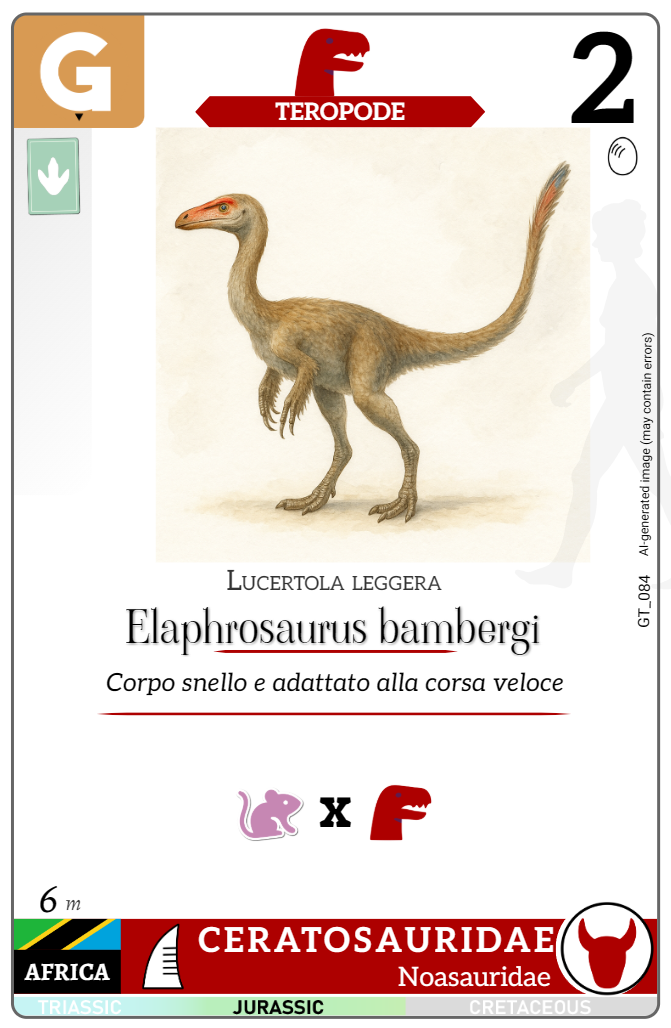 G
TEROPODE
2
AI-generated image (may contain errors)
GT_084
Lucertola leggera
Elaphrosaurus bambergi
Corpo snello e adattato alla corsa veloce
x
6 m
AFRICA
CERATOSAURIDAE
Noasauridae
TRIASSIC JURASSIC CRETACEOUS